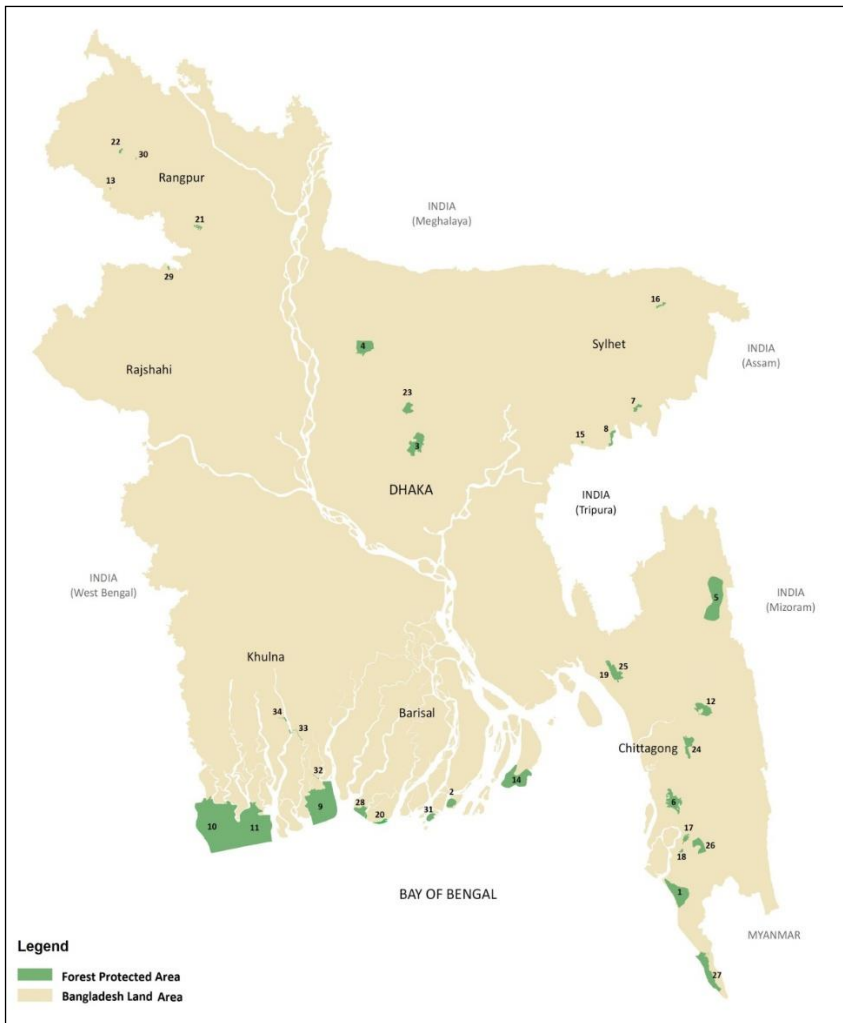 22
30
13
Rangpur
INDIA
(Meghalaya)
21
29
16
4
Sylhet
INDIA
(Assam)
Rajshahi
23
7
3
15
8
DHAKA
INDIA
(Tripura)
INDIA
(West Bengal)
5
INDIA
(Mizoram)
Khulna
19
25
34
33
Barisal
12
Chittagong
24
32
14
10
11
9
28
20
31
2
6
17
26
18
BAY OF BENGAL
1
MYANMAR
27
Legend
Forest Protected Area
Bangladesh Land Area